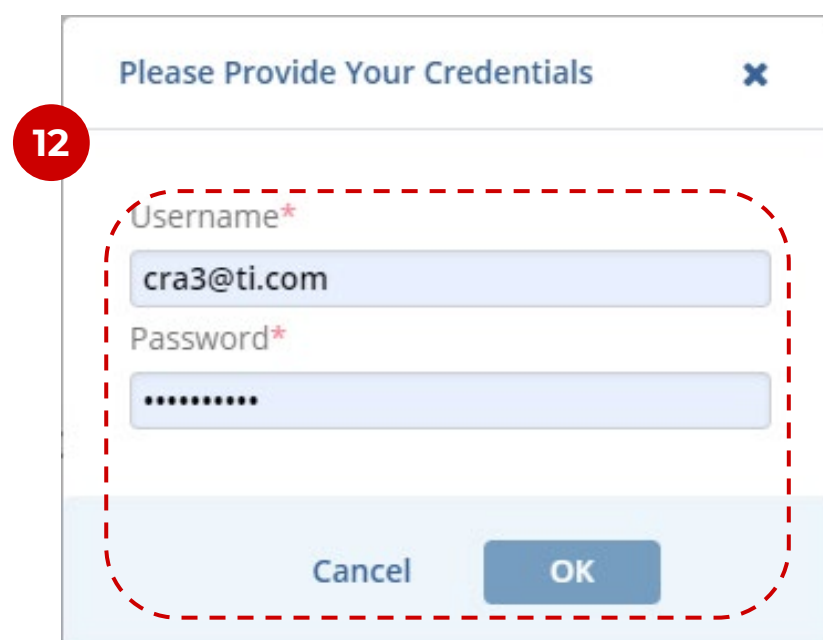 Please Provide Your Credentials ✖
12
Username*
cra3@ti.com
Password*
••••••••••
Cancel OK